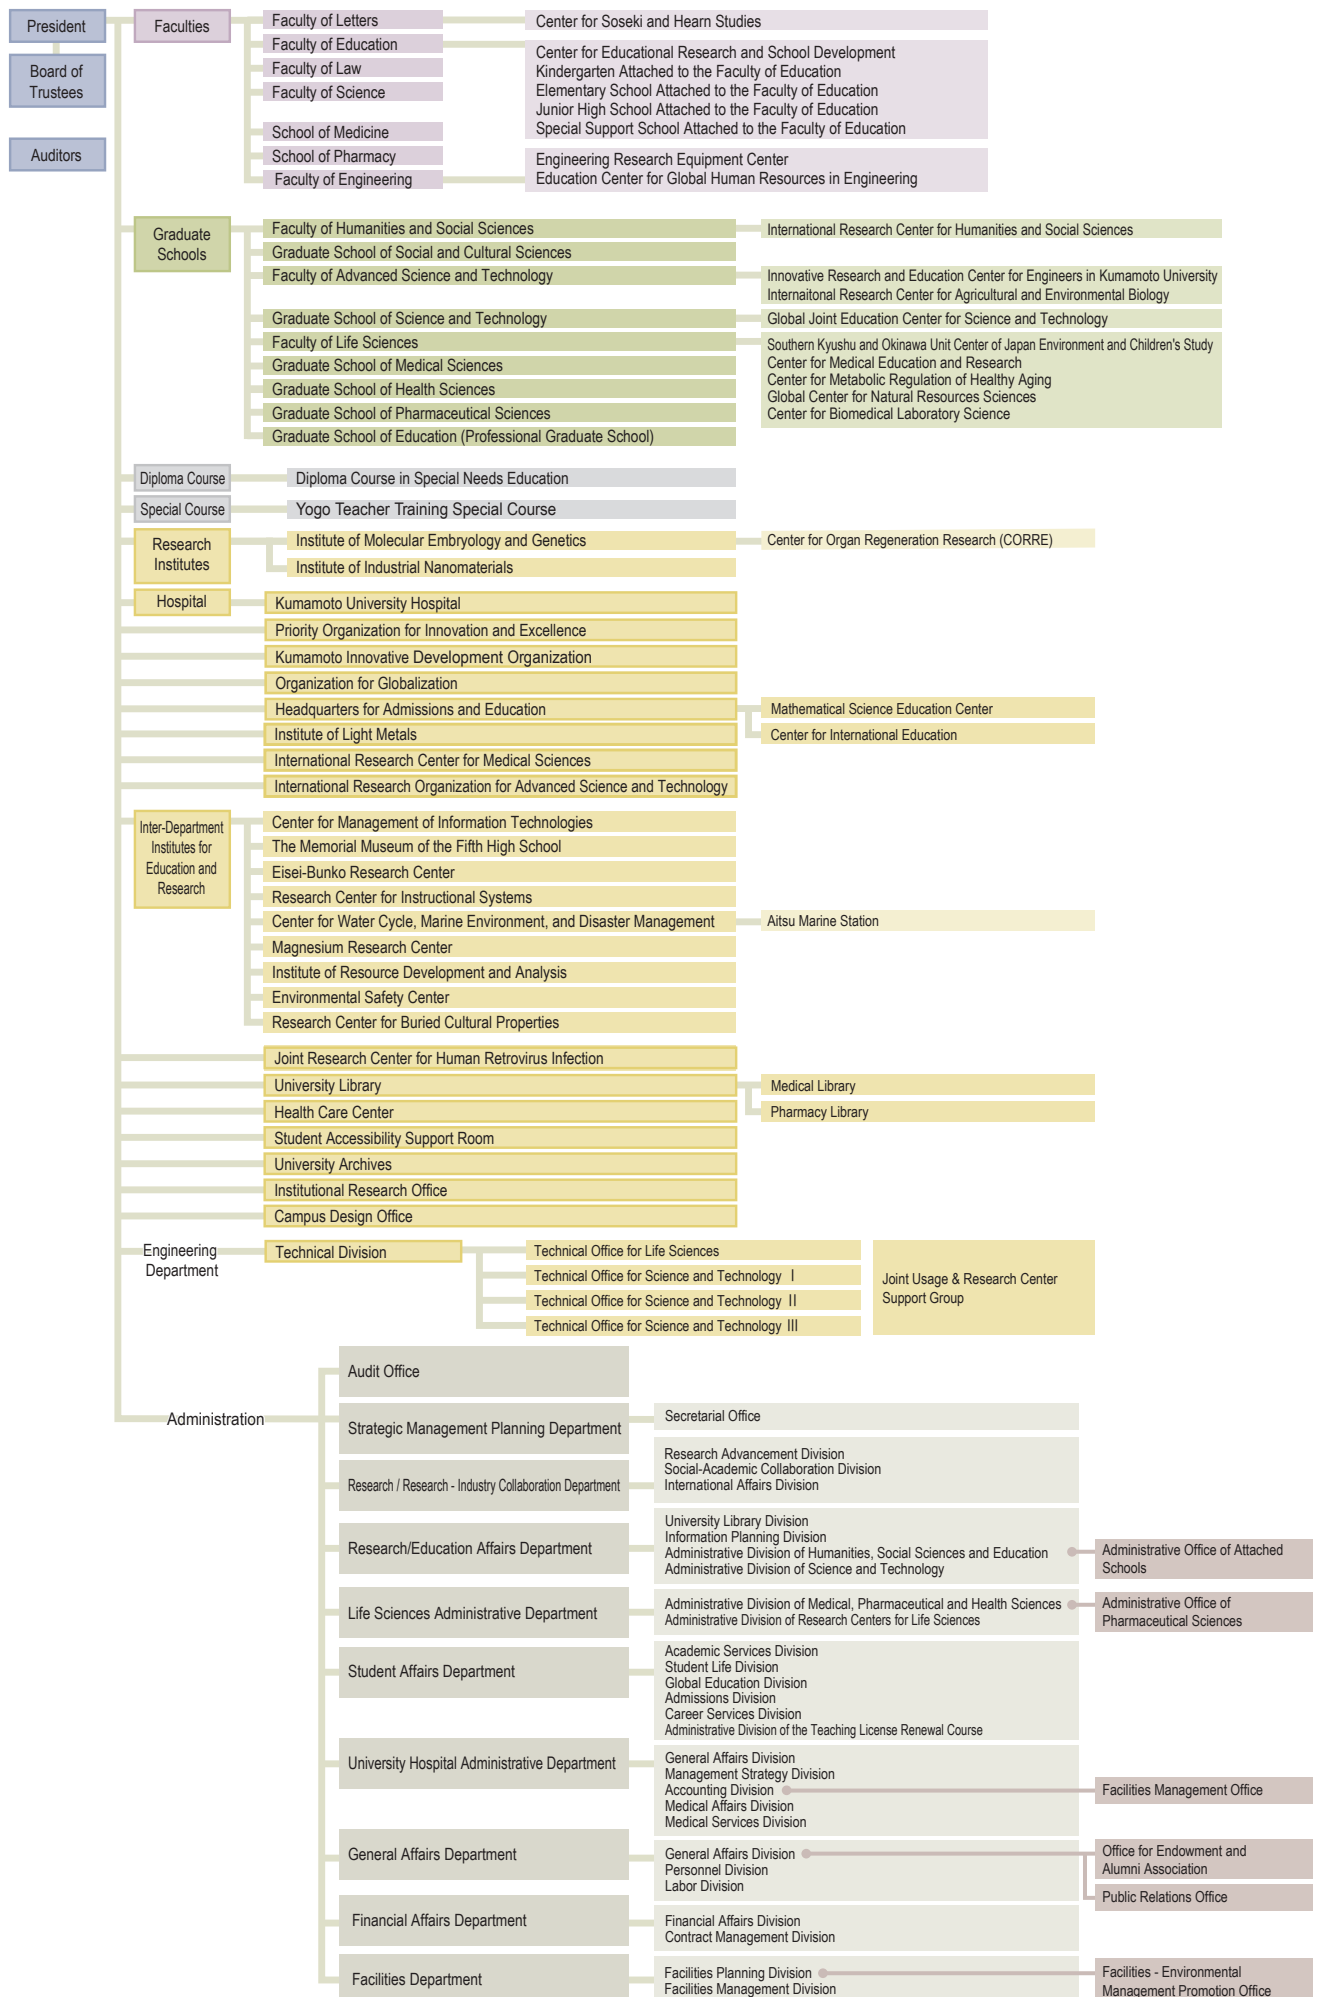 President
Board of
Trustees
Auditors
Faculties
Faculty of Letters
Center for Soseki and Hearn Studies
Faculty of Education
Center for Educational Research and School Development
Kindergarten Attached to the Faculty of Education
Elementary School Attached to the Faculty of Education
Junior High School Attached to the Faculty of Education
Special Support School Attached to the Faculty of Education
Faculty of Law
Faculty of Science
School of Medicine
School of Pharmacy
Faculty of Engineering
Engineering Research Equipment Center
Education Center for Global Human Resources in Engineering
Graduate
Schools
Faculty of Humanities and Social Sciences
International Research Center for Humanities and Social Sciences
Graduate School of Social and Cultural Sciences
Faculty of Advanced Science and Technology
Innovative Research and Education Center for Engineers in Kumamoto University
Internaitonal Research Center for Agricultural and Environmental Biology
Graduate School of Science and Technology
Global Joint Education Center for Science and Technology
Faculty of Life Sciences
Southern Kyushu and Okinawa Unit Center of Japan Environment and Children's Study
Center for Medical Education and Research
Center for Metabolic Regulation of Healthy Aging
Global Center for Natural Resources Sciences
Center for Biomedical Laboratory Science
Graduate School of Medical Sciences
Graduate School of Health Sciences
Graduate School of Pharmaceutical Sciences
Graduate School of Education (Professional Graduate School)
Diploma Course
Diploma Course in Special Needs Education
Special Course
Yogo Teacher Training Special Course
Research
Institutes
Institute of Molecular Embryology and Genetics
Center for Organ Regeneration Research (CORRE)
Institute of Industrial Nanomaterials
Hospital
Kumamoto University Hospital
Priority Organization for Innovation and Excellence
Kumamoto Innovative Development Organization
Organization for Globalization
Headquarters for Admissions and Education
Mathematical Science Education Center
Center for International Education
Institute of Light Metals
International Research Center for Medical Sciences
International Research Organization for Advanced Science and Technology
Inter-Department
Institutes for
Education and
Research
Center for Management of Information Technologies
The Memorial Museum of the Fifth High School
Eisei-Bunko Research Center
Research Center for Instructional Systems
Center for Water Cycle, Marine Environment, and Disaster Management
Aitsu Marine Station
Magnesium Research Center
Institute of Resource Development and Analysis
Environmental Safety Center
Research Center for Buried Cultural Properties
Joint Research Center for Human Retrovirus Infection
University Library
Medical Library
Pharmacy Library
Health Care Center
Student Accessibility Support Room
University Archives
Institutional Research Office
Campus Design Office
Engineering
Department
Technical Division
Technical Office for Life Sciences
Technical Office for Science and Technology I
Technical Office for Science and Technology II
Technical Office for Science and Technology III
Joint Usage & Research Center
Support Group
Administration
Audit Office
Strategic Management Planning Department
Secretarial Office
Research / Research - Industry Collaboration Department
Research Advancement Division
Social-Academic Collaboration Division
International Affairs Division
Research/Education Affairs Department
University Library Division
Information Planning Division
Administrative Division of Humanities, Social Sciences and Education
Administrative Division of Science and Technology
Administrative Office of Attached
Schools
Life Sciences Administrative Department
Administrative Division of Medical, Pharmaceutical and Health Sciences
Administrative Division of Research Centers for Life Sciences
Administrative Office of
Pharmaceutical Sciences
Student Affairs Department
Academic Services Division
Student Life Division
Global Education Division
Admissions Division
Career Services Division
Administrative Division of the Teaching License Renewal Course
University Hospital Administrative Department
General Affairs Division
Management Strategy Division
Accounting Division
Medical Affairs Division
Medical Services Division
Facilities Management Office
General Affairs Department
General Affairs Division
Personnel Division
Labor Division
Office for Endowment and
Alumni Association
Public Relations Office
Financial Affairs Department
Financial Affairs Division
Contract Management Division
Facilities Department
Facilities Planning Division
Facilities Management Division
Facilities - Environmental
Management Promotion Office